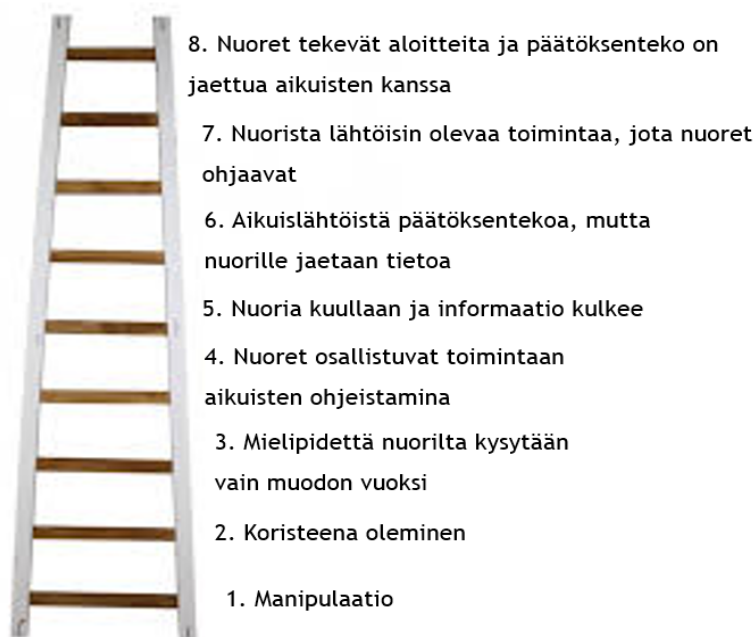 8. Nuoret tekevät aloitteita ja päätöksenteko on
jaettua aikuisten kanssa
7. Nuorista lähtöisin olevaa toimintaa, jota nuoret
ohjaavat
6. Aikuislähtöistä päätöksentekoa, mutta
nuorille jaetaan tietoa
5. Nuoria kuullaan ja informaatio kulkee
4. Nuoret osallistuvat toimintaan
aikuisten ohjeistamina
3. Mielipidettä nuorilta kysytään
vain muodon vuoksi
2. Koristeena oleminen
1. Manipulaatio